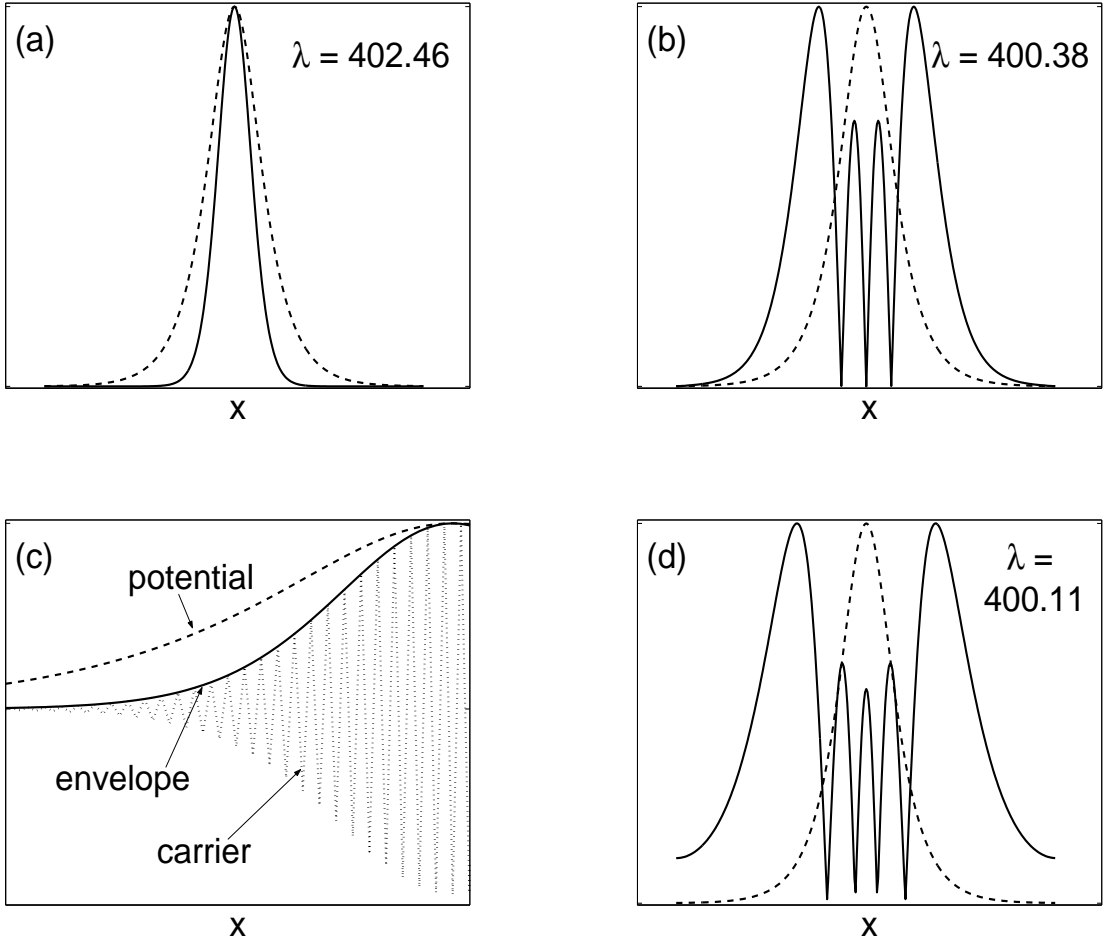 (a)
λ = 402.46
x
(b)
λ = 400.38
x
(c)
potential
envelope
carrier
x
(d)
λ =
400.11
x